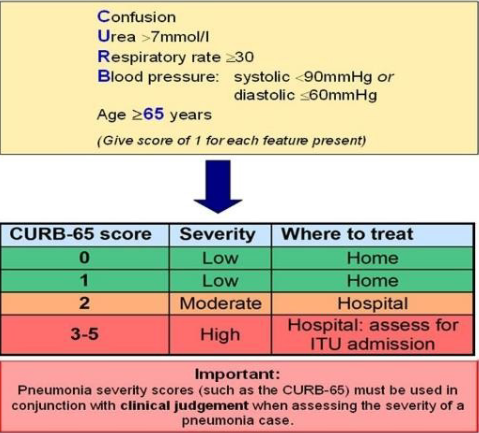 Confusion
Urea >7mmol/l
Respiratory rate ≥30
Blood pressure: systolic <90mmHg or
diastolic ≤60mmHg
Age ≥65 years
(Give score of 1 for each feature present)
CURB-65 score Severity Where to treat
0 Low Home
1 Low Home
2 Moderate Hospital
3-5 High Hospital: assess for
ITU admission
Important:
Pneumonia severity scores (such as the CURB-65) must be used in
conjunction with clinical judgement when assessing the severity of a
pneumonia case.